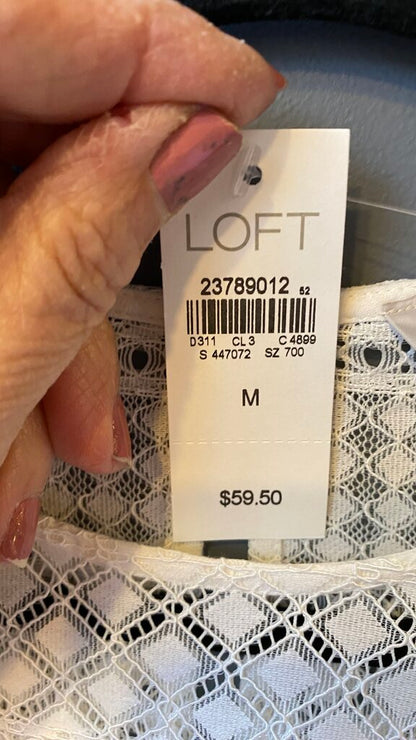 LOFT
23789012 52
D311 CL 3 C 4899
S 447072 SZ 700
M
$59.50